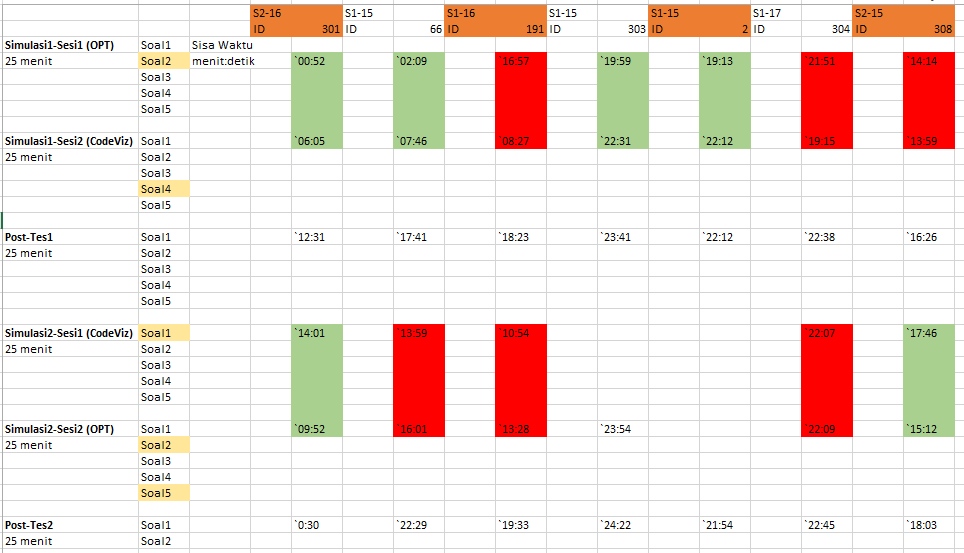 S2-16 S1-15 S1-16 S1-15 S1-15 S1-17 S2-15
ID 301 ID 66 ID 191 ID 303 ID 2 ID 304 ID 308
Simulasi1-Sesi1 (OPT) Soal1 Sisa Waktu
25 menit Soal2 menit:detik `00:52 `02:09 `16:57 `19:59 `19:13 `21:51 `14:14
Soal3
Soal4
Soal5
Simulasi1-Sesi2 (CodeViz) Soal1 `06:05 `07:46 `08:27 `22:31 `22:12 `19:15 `13:59
25 menit Soal2
Soal3
Soal4
Soal5
Post-Tes1 Soal1 `12:31 `17:41 `18:23 `23:41 `22:12 `22:38 `16:26
25 menit Soal2
Soal3
Soal4
Soal5
Simulasi2-Sesi1 (CodeViz) Soal1 `14:01 `13:59 `10:54 `22:07 `17:46
25 menit Soal2
Soal3
Soal4
Soal5
Simulasi2-Sesi2 (OPT) Soal1 `09:52 `16:01 `13:28 `23:54 `22:09 `15:12
25 menit Soal2
Soal3
Soal4
Soal5
Post-Tes2 Soal1 `0:30 `22:29 `19:33 `24:22 `21:54 `22:45 `18:03
25 menit Soal2